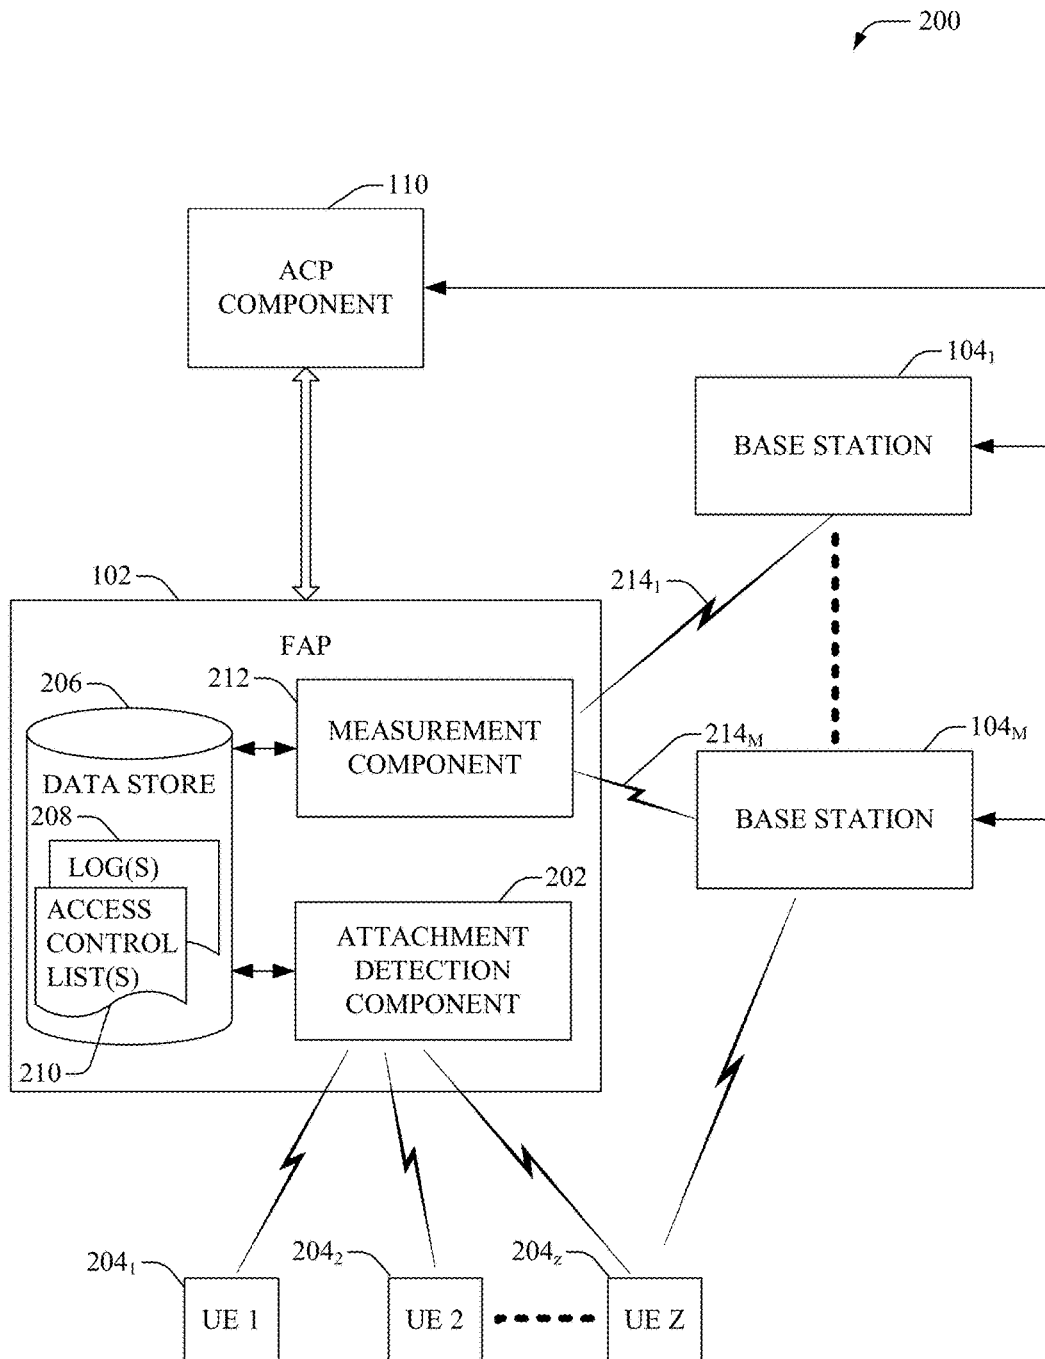 200
110
ACP
COMPONENT
104₁
BASE STATION
102
214₁
FAP
212
206
MEASUREMENT
COMPONENT
214M
104M
DATA STORE
BASE STATION
208
LOG(S)
202
ACCESS
CONTROL
LIST(S)
ATTACHMENT
DETECTION
COMPONENT
210
204₁
204₂
204z
UE 1
UE 2
UE Z